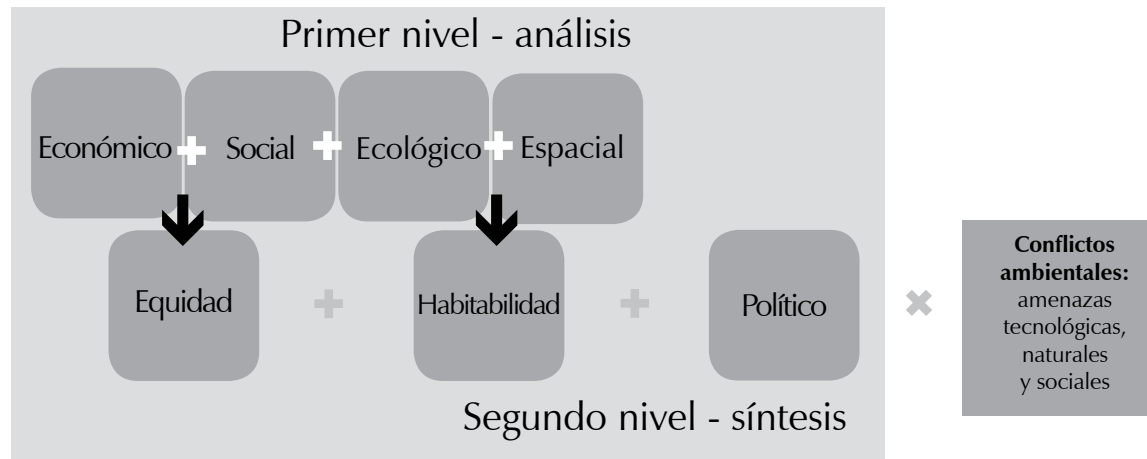 Primer nivel - análisis
Económico + Social + Ecológico + Espacial
Equidad + Habitabilidad + Político ×
Conflictos
ambientales:
amenazas
tecnológicas,
naturales
y sociales
Segundo nivel - síntesis